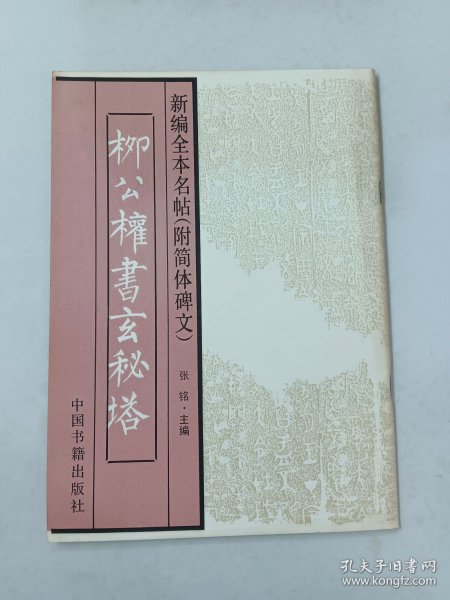 新编全本名帖(附简体碑文)
柳公權書玄秘塔
张铭·主编
中国书籍出版社
孔夫子旧书网
www.kongfz.com